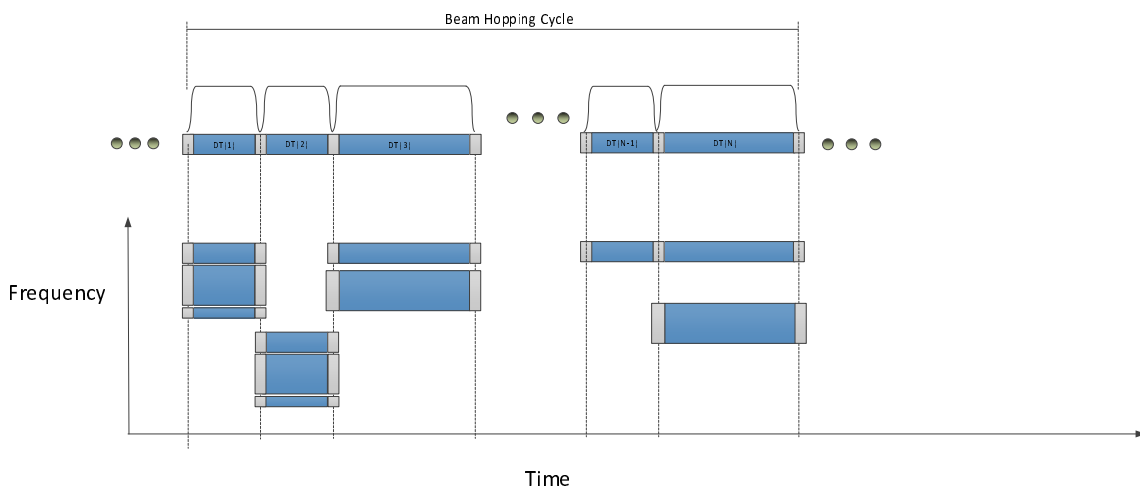 Beam Hopping Cycle
DT|1|
DT|2|
DT|3|
DT|N-1|
DT|N|
Frequency
Time